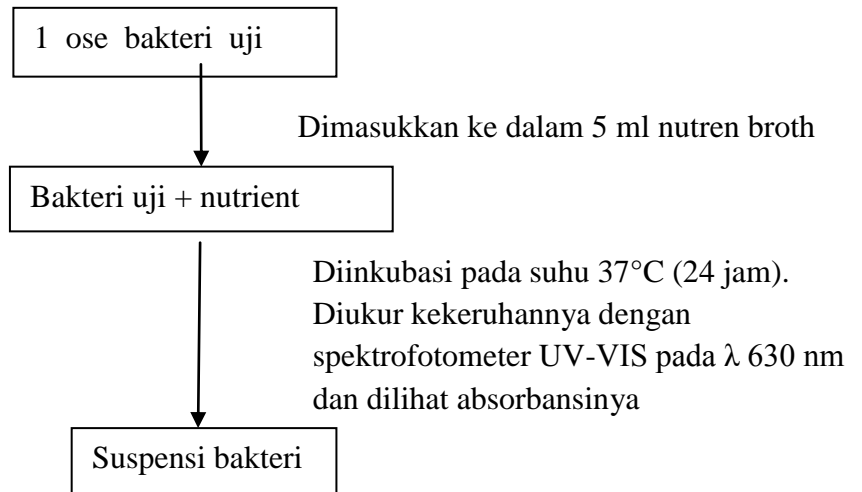 1 ose bakteri uji
Dimasukkan ke dalam 5 ml nutren broth
Bakteri uji + nutrient
Diinkubasi pada suhu 37°C (24 jam).
Diukur kekeruhannya dengan
spektrofotometer UV-VIS pada λ 630 nm
dan dilihat absorbansinya
Suspensi bakteri